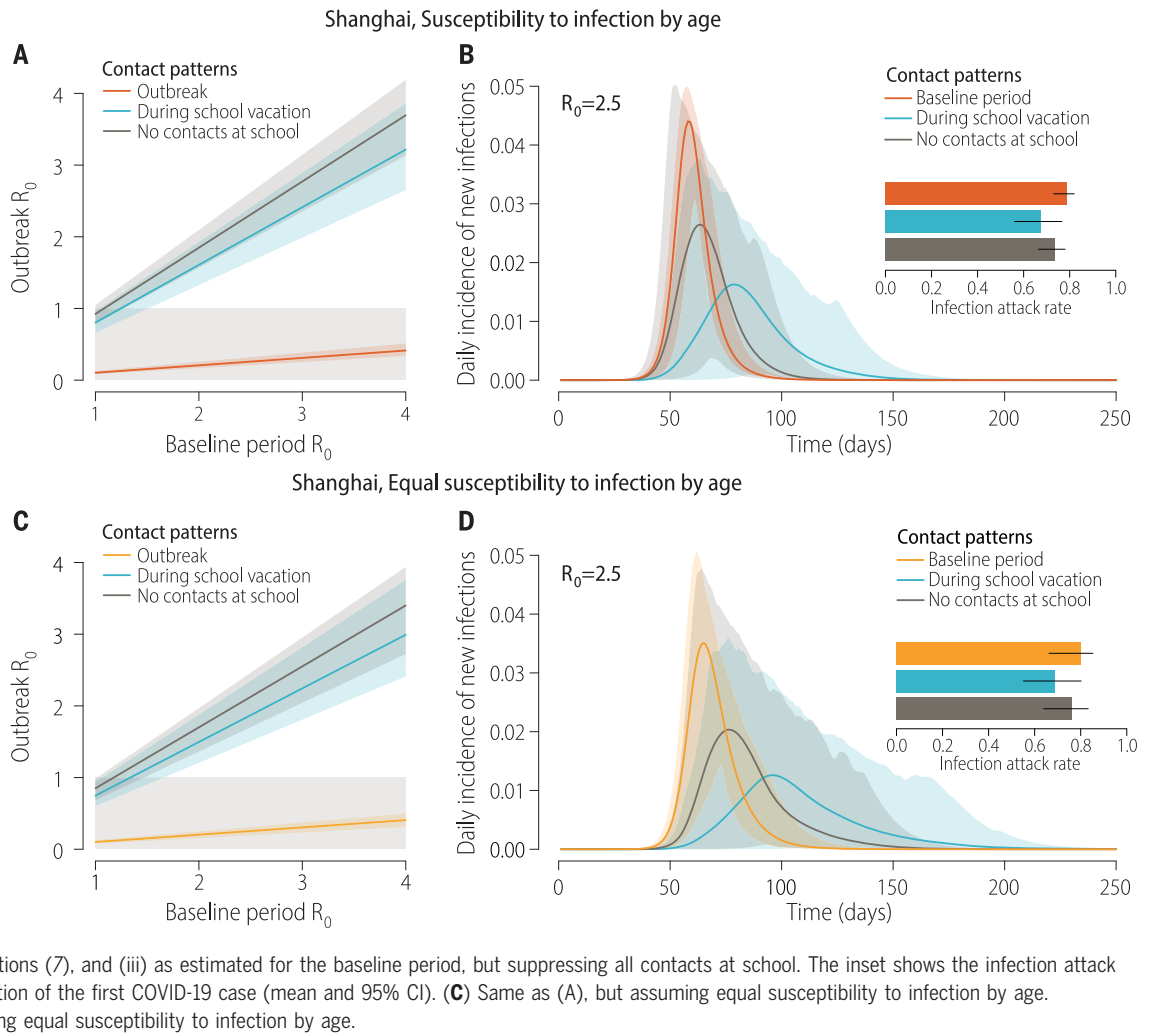 Shanghai, Susceptibility to infection by age
A
Contact patterns
Outbreak
During school vacation
No contacts at school
Outbreak R0
4
3
2
1
0
1 2 3 4
Baseline period R0
B
R0=2.5
Contact patterns
Baseline period
During school vacation
No contacts at school
Daily incidence of new infections
0.05
0.04
0.03
0.02
0.01
0.00
0.0 0.2 0.4 0.6 0.8 1.0
Infection attack rate
0 50 100 150 200 250
Time (days)
Shanghai, Equal susceptibility to infection by age
C
Contact patterns
Outbreak
During school vacation
No contacts at school
Outbreak R0
4
3
2
1
0
1 2 3 4
Baseline period R0
D
R0=2.5
Contact patterns
Baseline period
During school vacation
No contacts at school
Daily incidence of new infections
0.05
0.04
0.03
0.02
0.01
0.00
0.0 0.2 0.4 0.6 0.8 1.0
Infection attack rate
0 50 100 150 200 250
Time (days)
tions (7), and (iii) as estimated for the baseline period, but suppressing all contacts at school. The inset shows the infection attack
tion of the first COVID-19 case (mean and 95% CI). (C) Same as (A), but assuming equal susceptibility to infection by age.
ng equal susceptibility to infection by age.